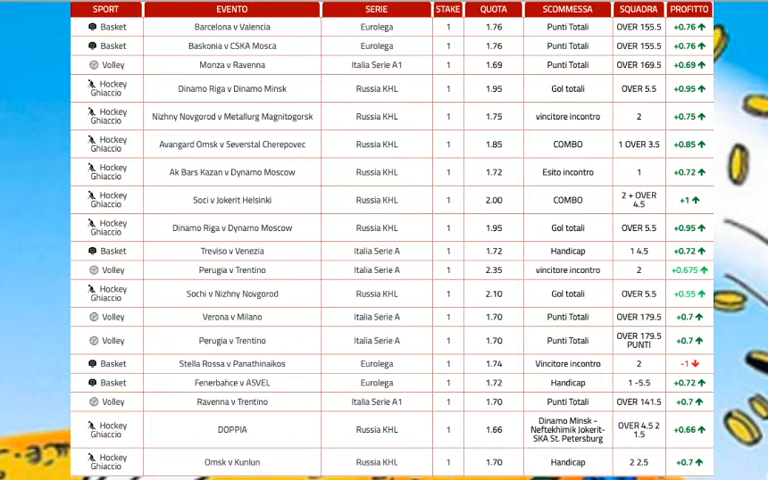 SPORT EVENTO SERIE STAKE QUOTA SCOMMESSA SQUADRA PROFITTO
Basket Barcelona v Valencia Eurolega 1 1.76 Punti Totali OVER 155.5 +0.76
Basket Baskonia v CSKA Mosca Eurolega 1 1.76 Punti Totali OVER 155.5 +0.76
Volley Monza v Ravenna Italia Serie A1 1 1.69 Punti Totali OVER 169.5 +0.69
Hockey
Ghiaccio Dinamo Riga v Dinamo Minsk Russia KHL 1 1.95 Gol totali OVER 5.5 +0.95
Hockey
Ghiaccio Nizhny Novgorod v Metallurg Magnitogorsk Russia KHL 1 1.75 vincitore incontro 2 +0.75
Hockey
Ghiaccio Avangard Omsk v Severstal Cherepovec Russia KHL 1 1.85 COMBO 1 OVER 3.5 +0.85
Hockey
Ghiaccio Ak Bars Kazan v Dynamo Moscow Russia KHL 1 1.72 Esito incontro 1 +0.72
Hockey
Ghiaccio Soci v Jokerit Helsinki Russia KHL 1 2.00 COMBO 2 + OVER
4.5 +1
Hockey
Ghiaccio Dinamo Riga v Dynamo Moscow Russia KHL 1 1.95 Gol totali OVER 5.5 +0.95
Basket Treviso v Venezia Italia Serie A 1 1.72 Handicap 1 4.5 +0.72
Volley Perugia v Trentino Italia Serie A 1 2.35 vincitore incontro 2 +0.675
Hockey
Ghiaccio Sochi v Nizhny Novgorod Russia KHL 1 2.10 Gol totali OVER 5.5 +0.55
Volley Verona v Milano Italia Serie A 1 1.70 Punti Totali OVER 179.5 +0.7
Volley Perugia v Trentino Italia Serie A 1 1.70 Punti Totali OVER 179.5
PUNTI +0.7
Basket Stella Rossa v Panathinaikos Eurolega 1 1.74 Vincitore incontro 2 -1
Basket Fenerbahce v ASVEL Eurolega 1 1.72 Handicap 1 -5.5 +0.72
Volley Ravenna v Trentino Italia Serie A1 1 1.70 Punti Totali OVER 141.5 +0.7
Hockey
Ghiaccio DOPPIA Russia KHL 1 1.66 Dinamo Minsk -
Neftekhimik Jokerit-
SKA St. Petersburg OVER 4.5 2
1.5 +0.66
Hockey
Ghiaccio Omsk v Kunlun Russia KHL 1 1.70 Handicap 2 2.5 +0.7